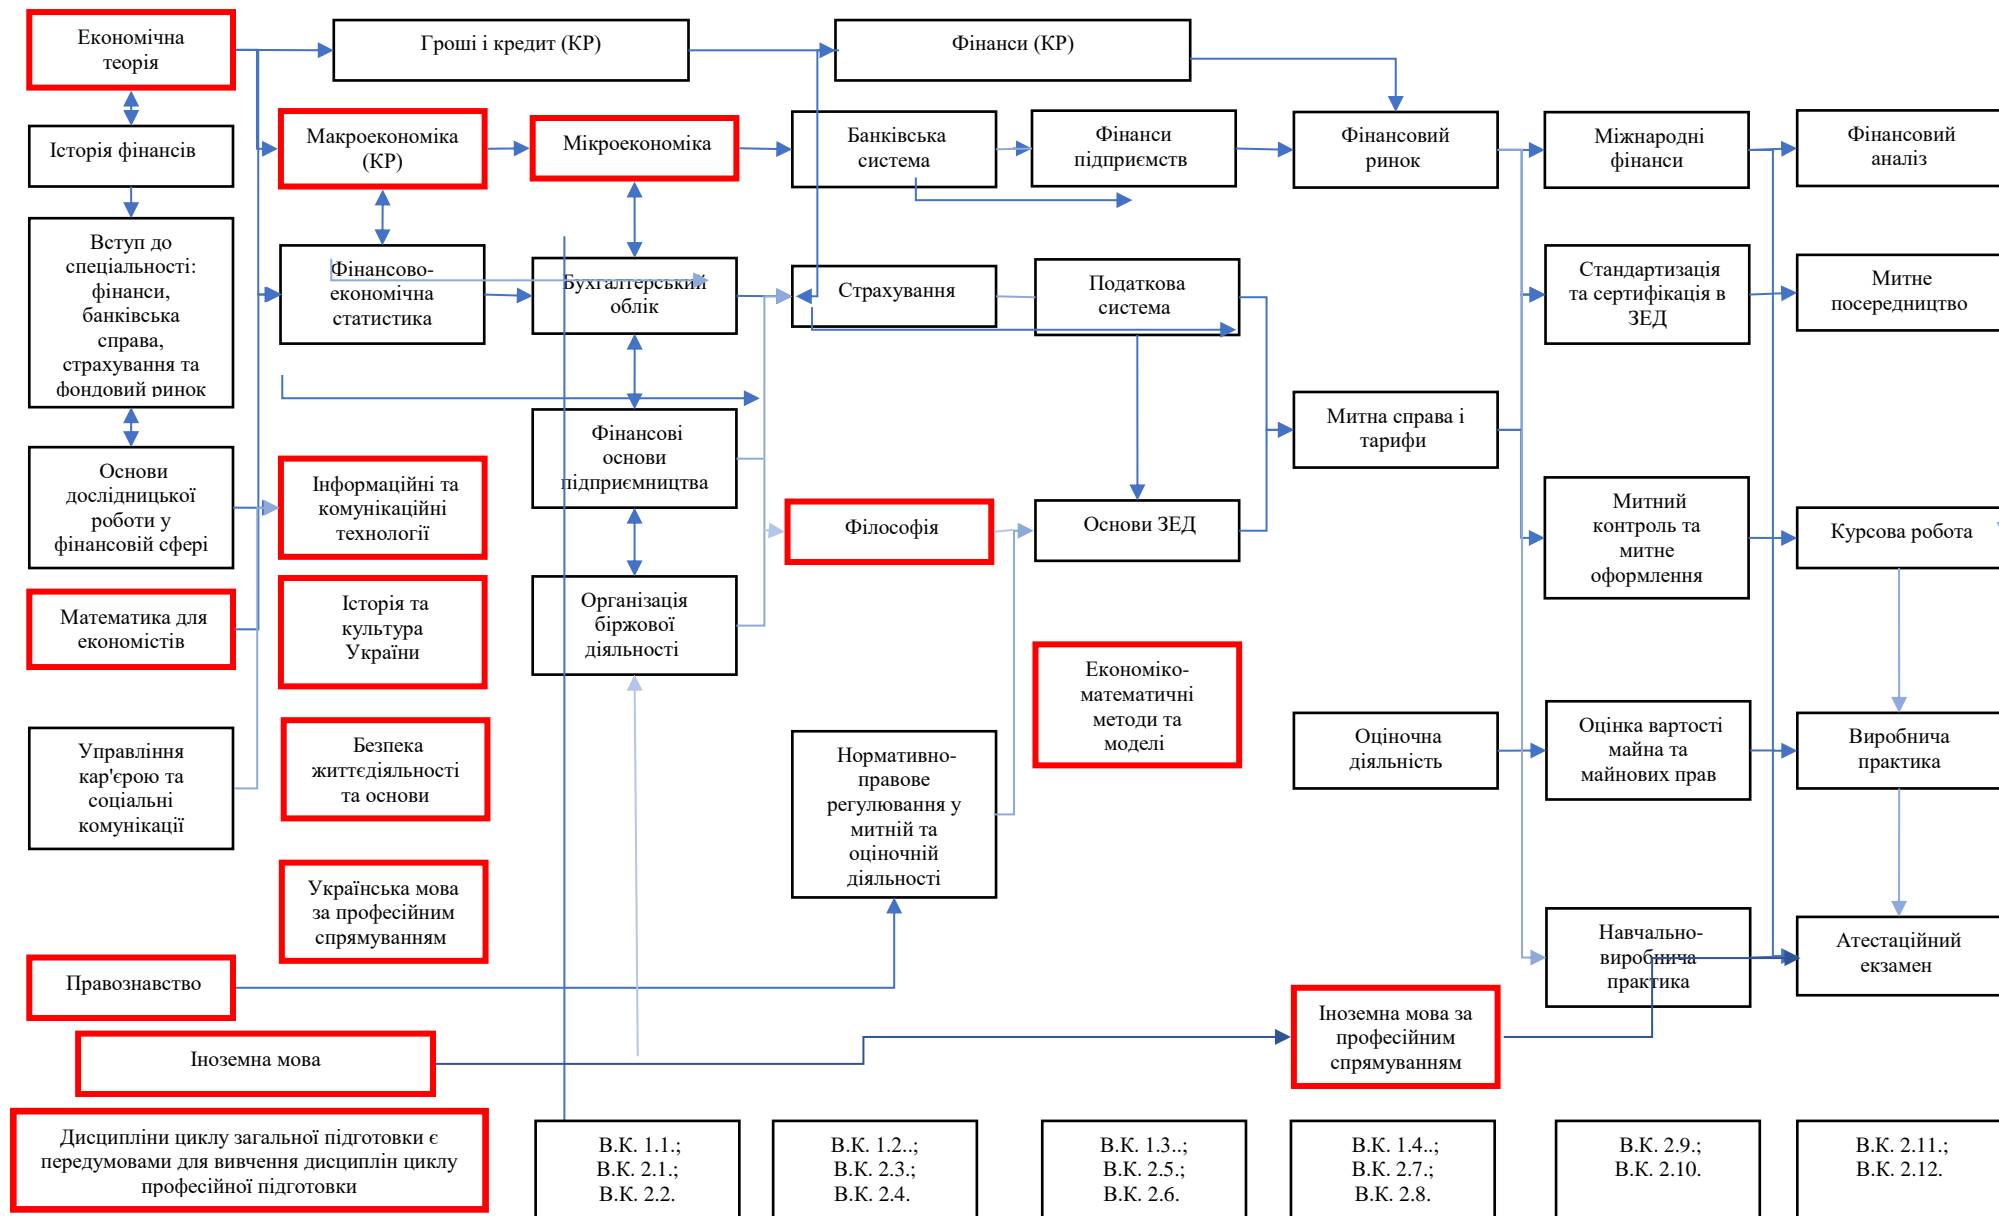 Економічна
теорія
Гроші і кредит (КР)
Фінанси (КР)
Історія фінансів
Макроекономіка
(КР)
Мікроекономіка
Банківська
система
Фінанси
підприємств
Фінансовий
ринок
Міжнародні
фінанси
Фінансовий
аналіз
Вступ до
спеціальності:
фінанси,
банківська
справа,
страхування та
фондовий ринок
Фінансово-
економічна
статистика
Бухгалтерський
облік
Страхування
Податкова
система
Стандартизація
та сертифікація в
ЗЕД
Митне
посередництво
Основи
дослідницької
роботи у
фінансовій сфері
Інформаційні та
комунікаційні
технології
Фінансові
основи
підприємництва
Філософія
Основи ЗЕД
Митна справа і
тарифи
Митний
контроль та
митне
оформлення
Курсова робота
Математика для
економістів
Історія та
культура
України
Організація
біржової
діяльності
Економіко-
математичні
методи та
моделі
Управління
кар'єрою та
соціальні
комунікації
Безпека
життєдіяльності
та основи
Нормативно-
правове
регулювання у
митній та
оціночній
діяльності
Оціночна
діяльність
Оцінка вартості
майна та
майнових прав
Виробнича
практика
Українська мова
за професійним
спрямуванням
Правознавство
Навчально-
виробнича
практика
Атестаційний
екзамен
Іноземна мова
Іноземна мова за
професійним
спрямуванням
Дисципліни циклу загальної підготовки є
передумовами для вивчення дисциплін циклу
професійної підготовки
В.К. 1.1.;
В.К. 2.1.;
В.К. 2.2.
В.К. 1.2..;
В.К. 2.3.;
В.К. 2.4.
В.К. 1.3..;
В.К. 2.5.;
В.К. 2.6.
В.К. 1.4..;
В.К. 2.7.;
В.К. 2.8.
В.К. 2.9.;
В.К. 2.10.
В.К. 2.11.;
В.К. 2.12.